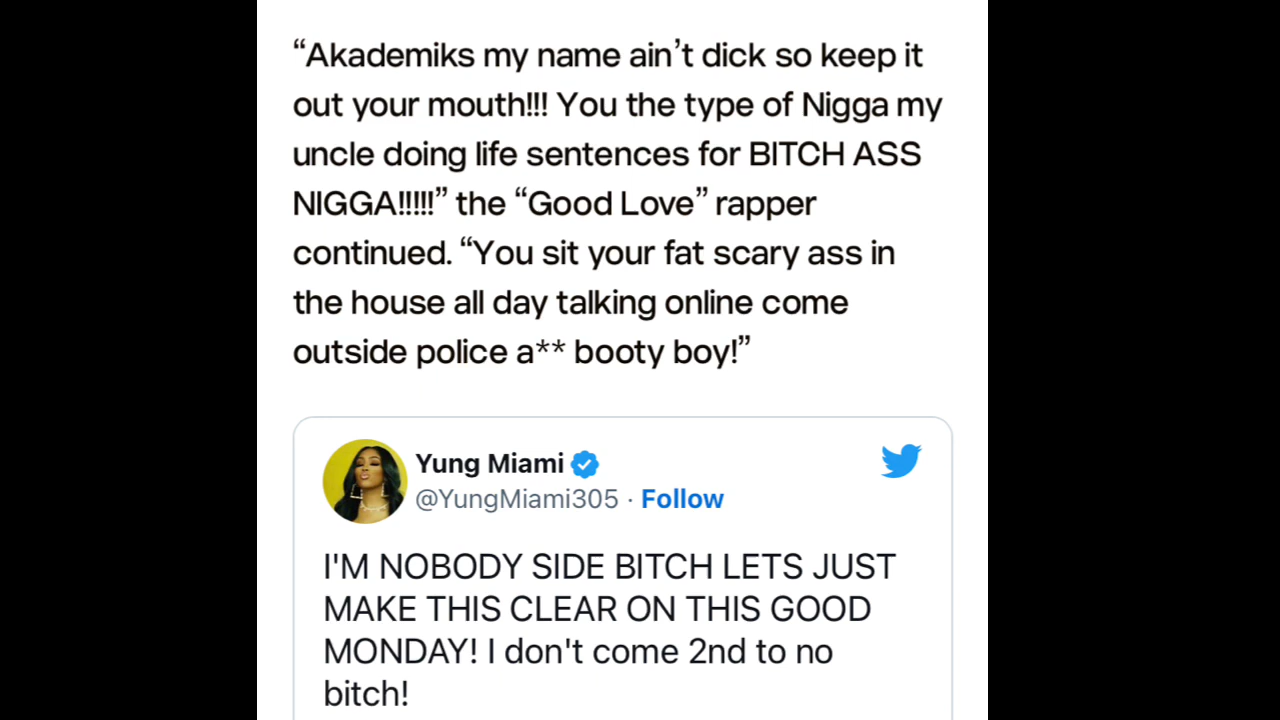 “Akademiks my name ain’t dick so keep it
out your mouth!!! You the type of Nigga my
uncle doing life sentences for BITCH ASS
NIGGA!!!!!” the “Good Love” rapper
continued. “You sit your fat scary ass in
the house all day talking online come
outside police a** booty boy!”
Yung Miami
@YungMiami305 · Follow
I'M NOBODY SIDE BITCH LETS JUST
MAKE THIS CLEAR ON THIS GOOD
MONDAY! I don't come 2nd to no
bitch!